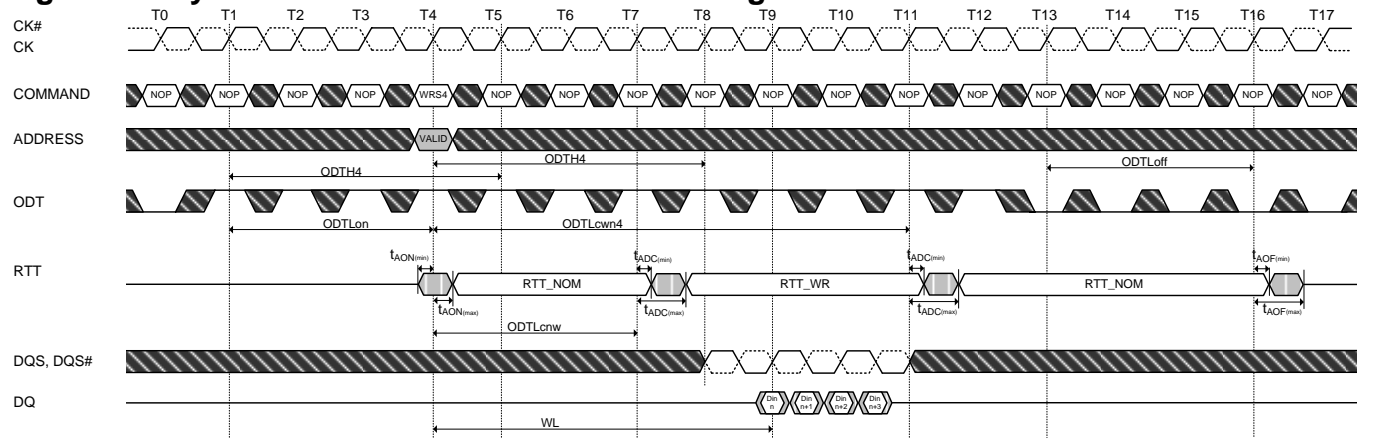 T0 T1 T2 T3 T4 T5 T6 T7 T8 T9 T10 T11 T12 T13 T14 T15 T16 T17
CK#
CK
COMMAND NOP NOP NOP NOP WRS4 NOP NOP NOP NOP NOP NOP NOP NOP NOP NOP NOP NOP NOP
ADDRESS VALID
ODTH4 ODTLoff
ODTH4
ODT
ODTLon ODTLcwn4
tAON(min) tADC(min) tADC(min) tAOF(min)
RTT RTT_NOM RTT_WR RTT_NOM
tAON(max) tADC(max) tADC(max) tAOF(max)
ODTLcnw
DQS, DQS#
DQ Din n Din n+1 Din n+2 Din n+3
WL